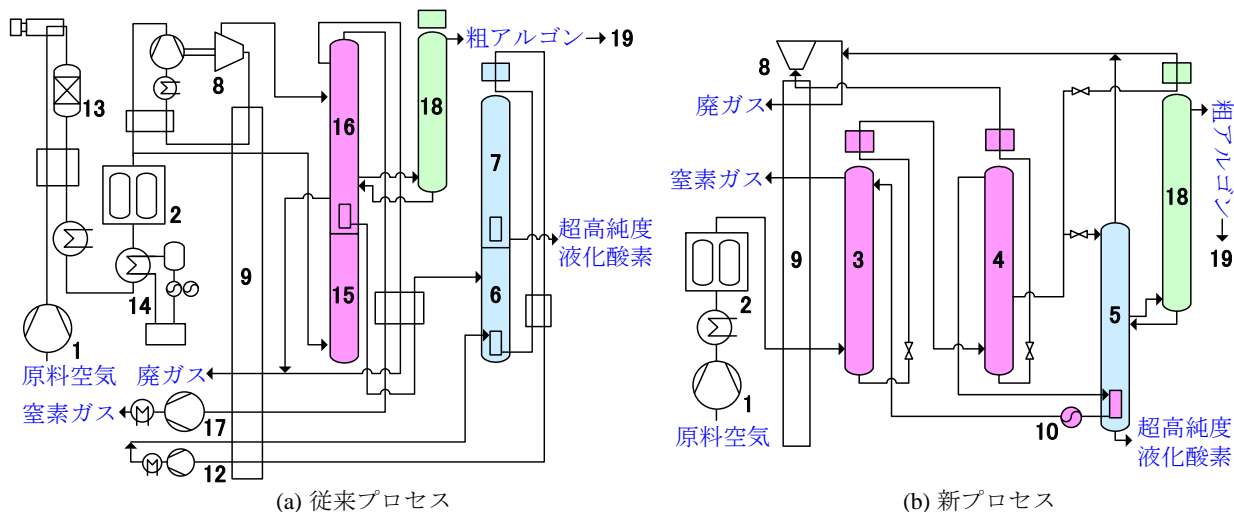 粗アルゴン
19
8
13
16
18
7
超高純度
液化酸素
2
9
14
15
6
1
原料空気
廃ガス
窒素ガス
17
12
(a) 従来プロセス
8
廃ガス
窒素ガス
粗アルゴン
18
3
4
2
9
19
5
1
10
原料空気
超高純度
液化酸素
(b) 新プロセス